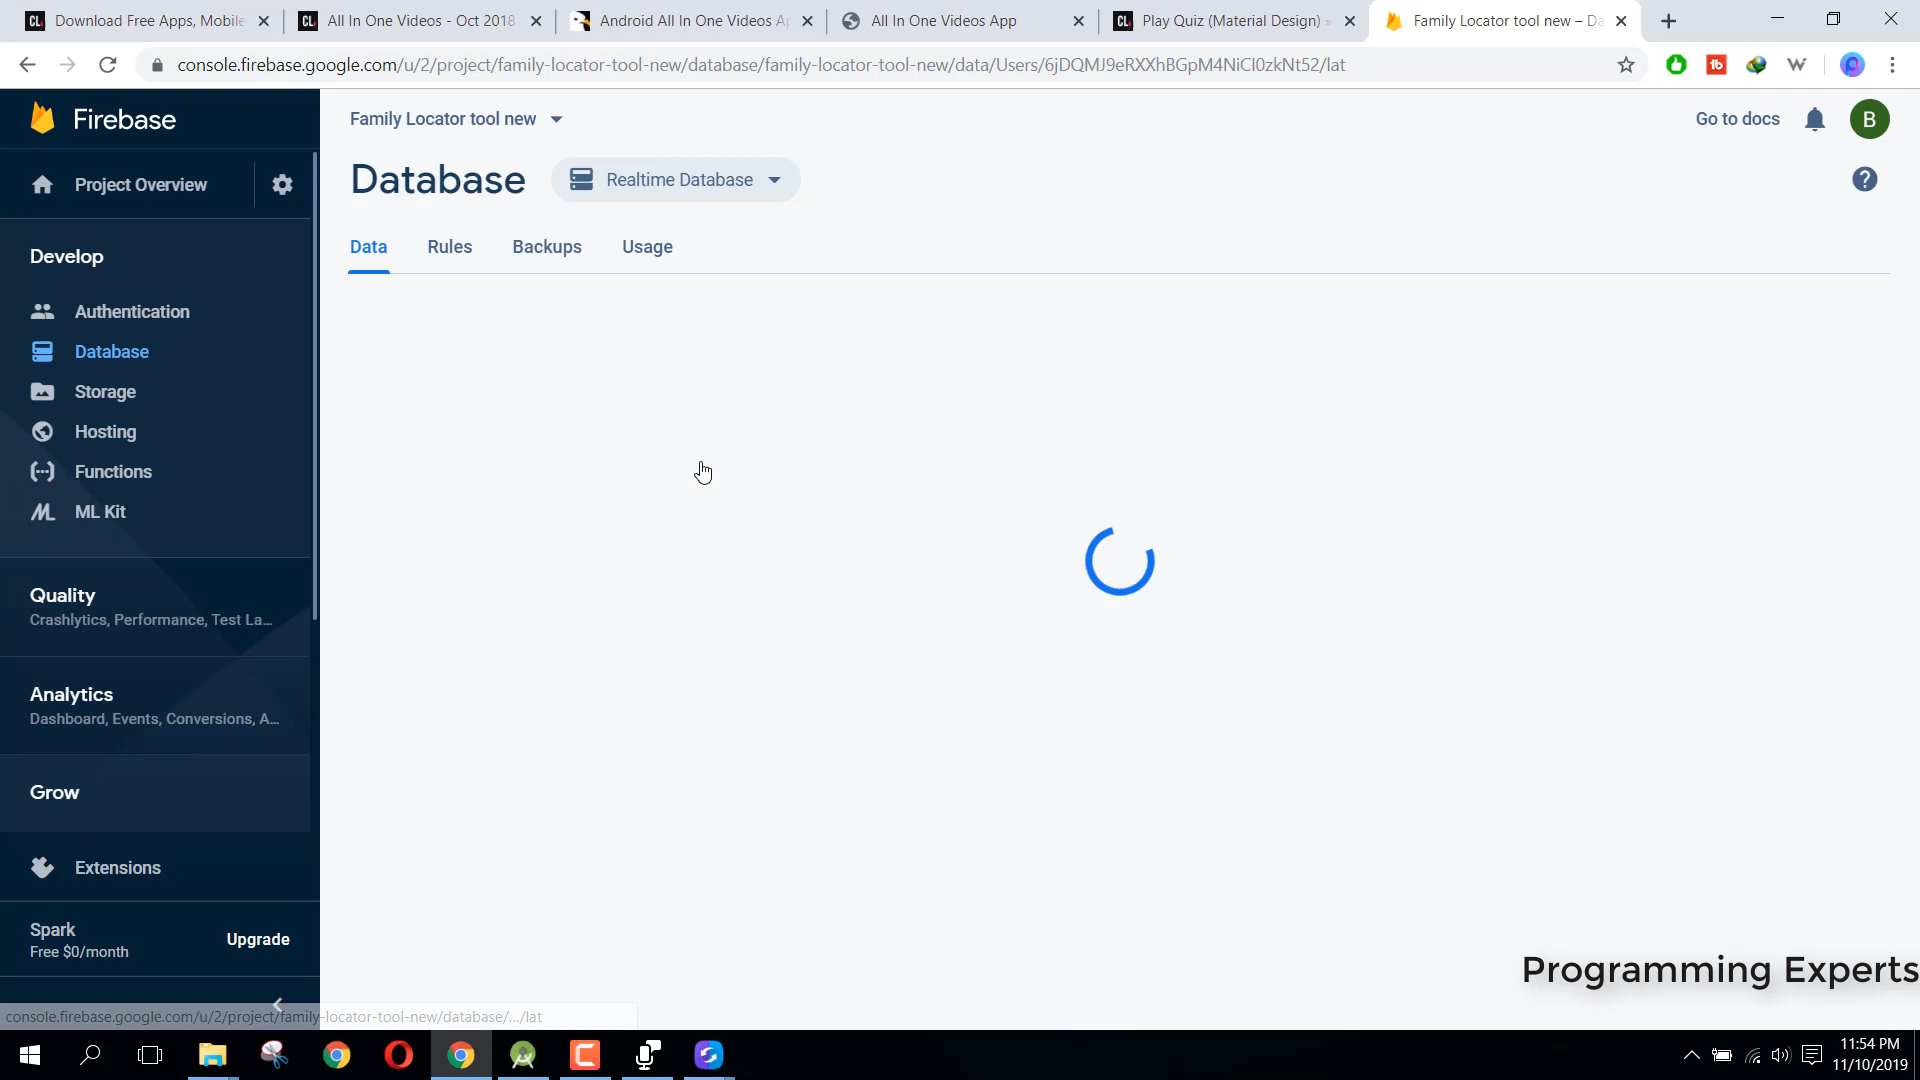 Download Free Apps, Mobile
All In One Videos - Oct 2018
Android All In One Videos Ap
All In One Videos App
Play Quiz (Material Design) »
Family Locator tool new – Da
console.firebase.google.com/u/2/project/family-locator-tool-new/database/family-locator-tool-new/data/Users/6jDQMJ9eRXXhBGpM4NiCI0zkNt52/lat
Firebase
Family Locator tool new
Go to docs
B
Project Overview
Database
Realtime Database
Data
Rules
Backups
Usage
Develop
Authentication
Database
Storage
Hosting
Functions
ML Kit
Quality
Crashlytics, Performance, Test La...
Analytics
Dashboard, Events, Conversions, A...
Grow
Extensions
Spark
Free $0/month
Upgrade
Programming Experts
console.firebase.google.com/u/2/project/family-locator-tool-new/database/.../lat
11:54 PM
11/10/2019